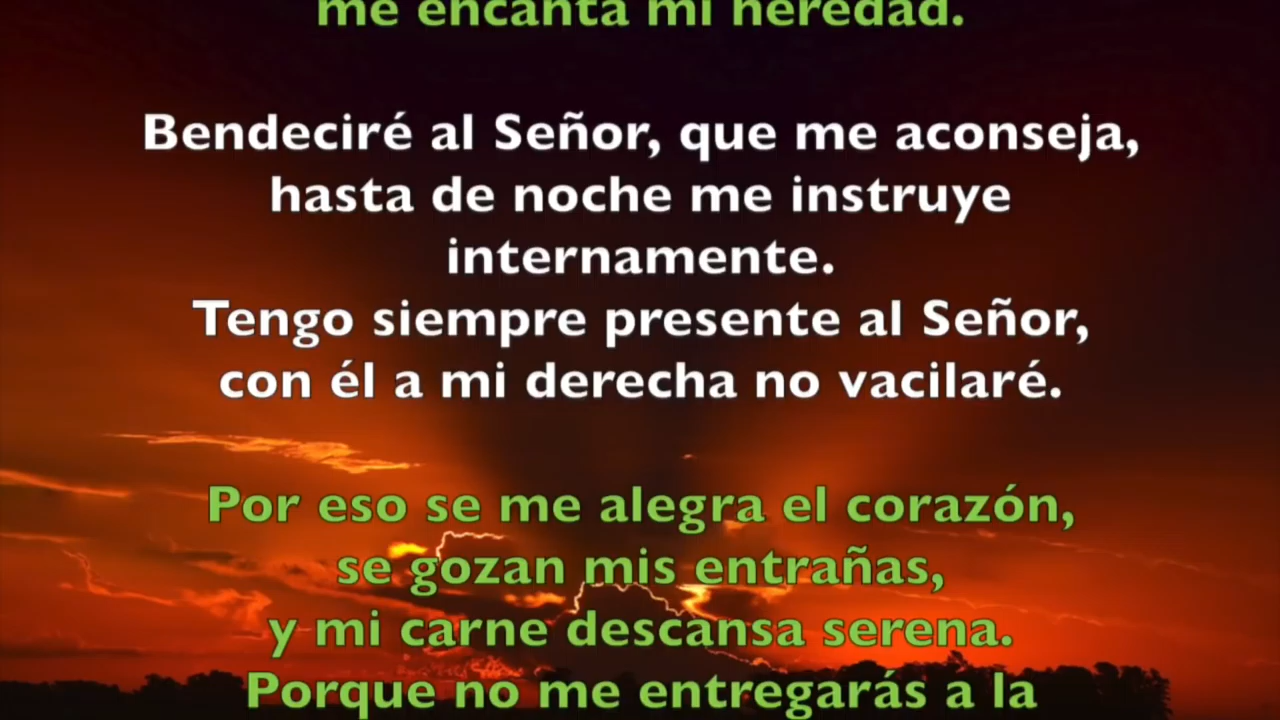 me encanta mi heredad.
Bendeciré al Señor, que me aconseja,
hasta de noche me instruye
internamente.
Tengo siempre presente al Señor,
con él a mi derecha no vacilaré.
Por eso se me alegra el corazón,
se gozan mis entrañas,
y mi carne descansa serena.
Porque no me entregarás a la